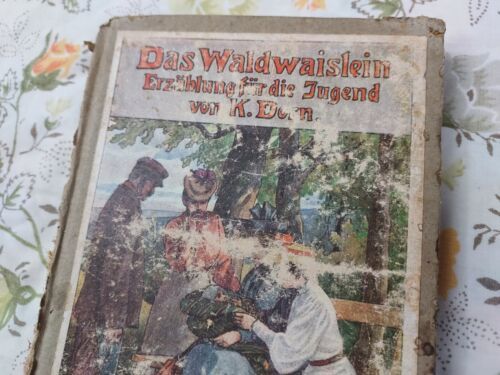 Das Waldwaislein
Erzählung für die Jugend
von K. Dorn.